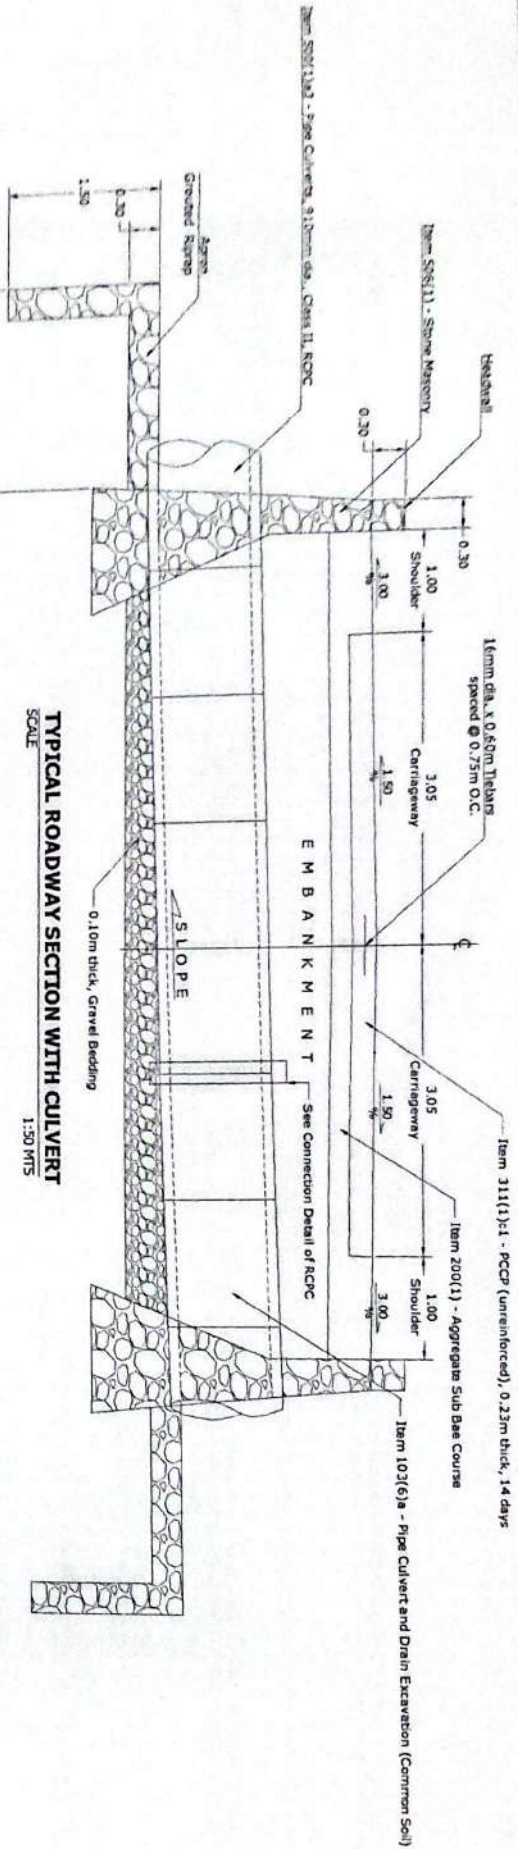 Headwall
Item 506(1) - Stone Masonry
Item 500(1)a3 - Pipe Culverts, 910mm dia., Class II, RCPC
Apron
Grouted Riprap
0.30
1.50
0.30
0.30
1.00
Shoulder
3.00
%
16mm dia. x 0.60m Tiebars
spaced @ 0.75m O.C.
3.05
Carriageway
1.50
%
℄
3.05
Carriageway
1.50
%
1.00
Shoulder
3.00
%
Item 311(1)c1 - PCCP (unreinforced), 0.23m thick, 14 days
Item 200(1) - Aggregate Sub Bae Course
Item 103(6)a - Pipe Culvert and Drain Excavation (Common Soil)
EMBANKMENT
SLOPE
See Connection Detail of RCPC
0.10m thick, Gravel Bedding
TYPICAL ROADWAY SECTION WITH CULVERT
SCALE 1:50 MTS